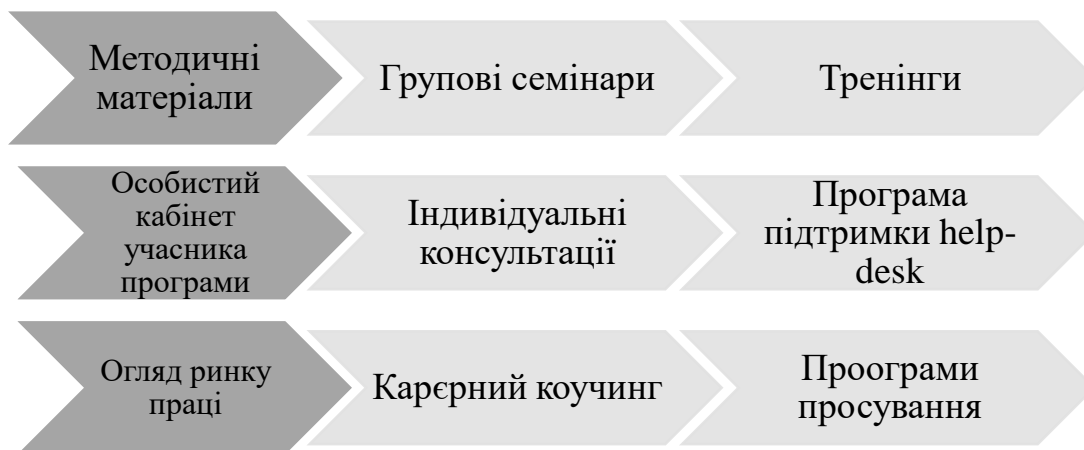 Методичні
матеріали
Групові семінари
Тренінги
Особистий
кабінет
учасника
програми
Індивідуальні
консультації
Програма
підтримки help-
desk
Огляд ринку
праці
Карєрний коучинг
Проограми
просування